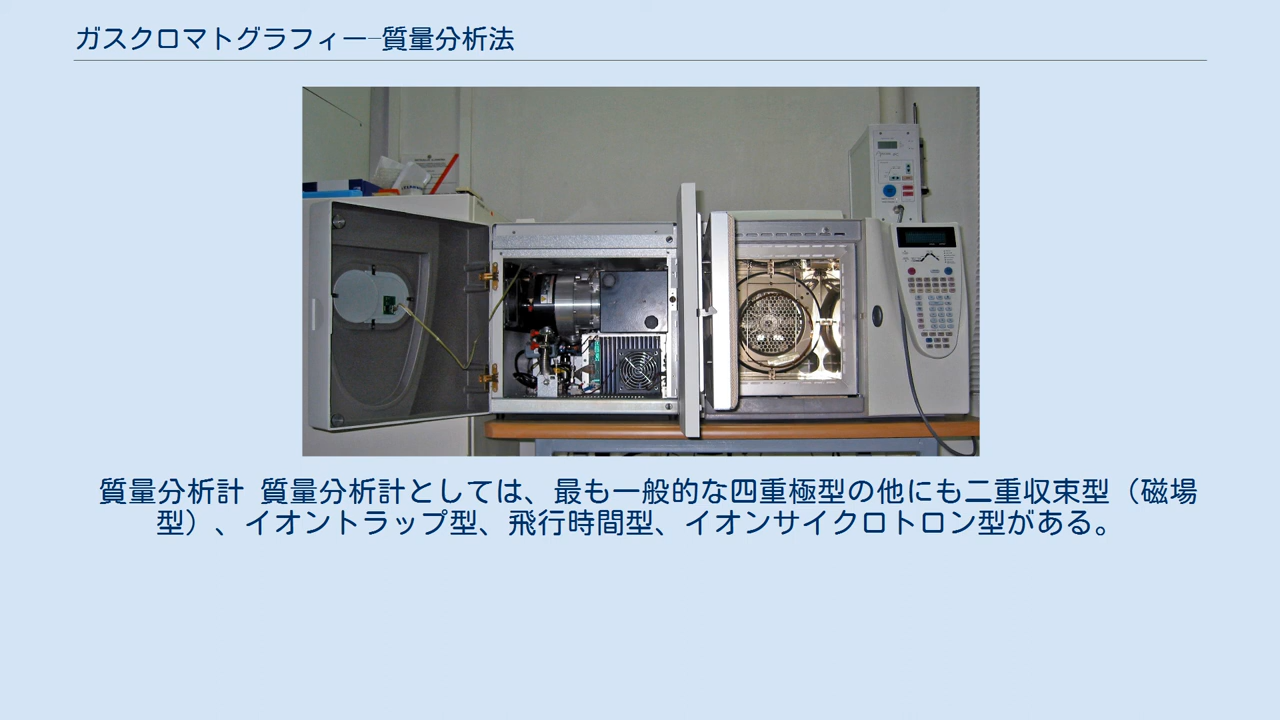 ガスクロマトグラフィー–質量分析法
質量分析計 質量分析計としては、最も一般的な四重極型の他にも二重収束型（磁場
型）、イオントラップ型、飛行時間型、イオンサイクロトロン型がある。